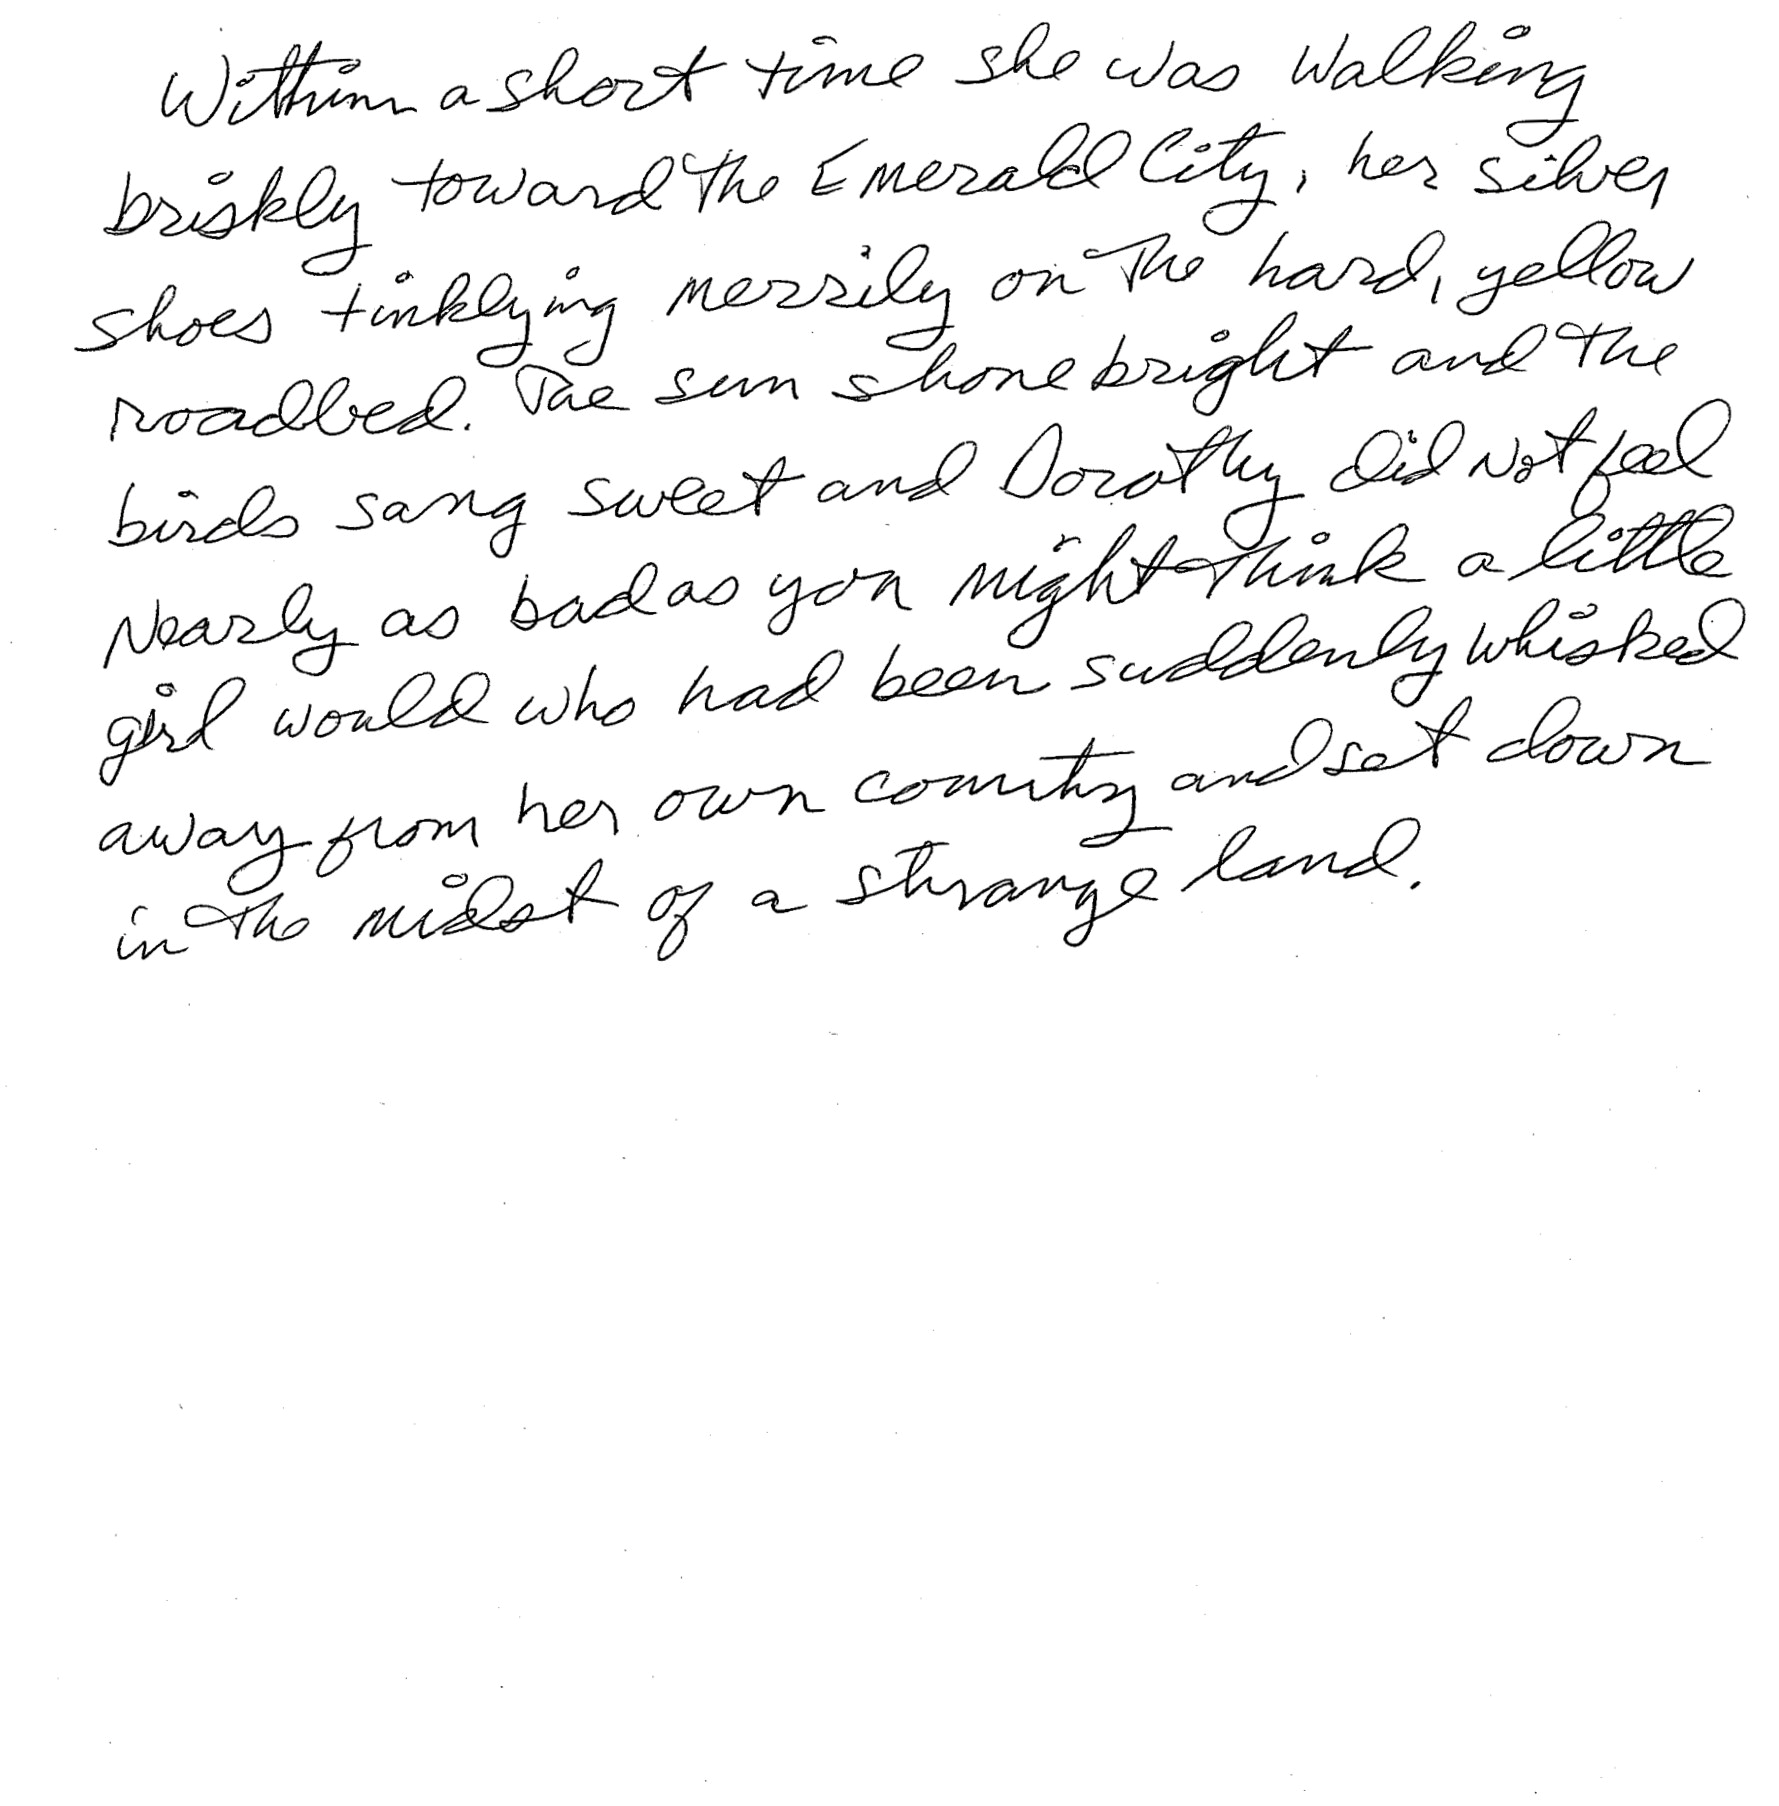 Within a short time she was walking
briskly toward the Emerald City, her silver
shoes tinklying merrily on the hard, yellow
roadbed. The sun shone bright and the
birds sang sweet and Dorothy did not feel
nearly as bad as you might think a little
girl would who had been suddenly whisked
away from her own country and set down
in the midst of a strange land.